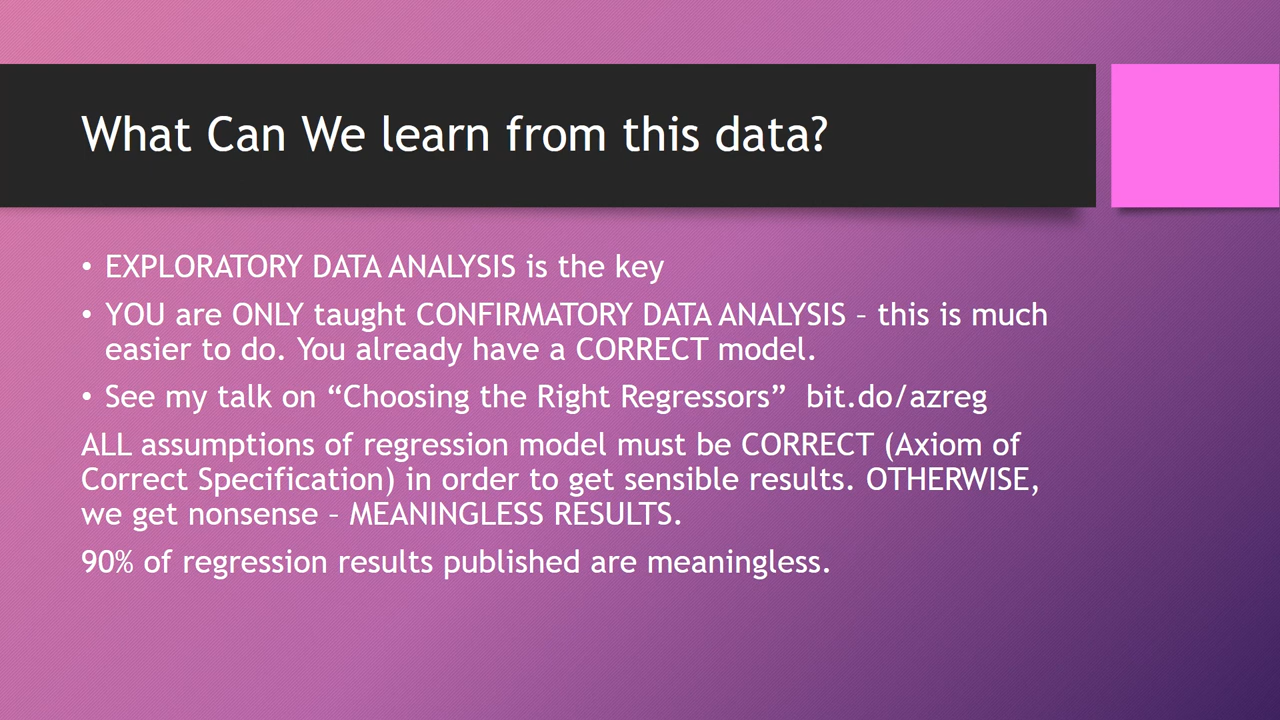 What Can We learn from this data?
• EXPLORATORY DATA ANALYSIS is the key
• YOU are ONLY taught CONFIRMATORY DATA ANALYSIS – this is much
easier to do. You already have a CORRECT model.
• See my talk on “Choosing the Right Regressors”  bit.do/azreg
ALL assumptions of regression model must be CORRECT (Axiom of
Correct Specification) in order to get sensible results. OTHERWISE,
we get nonsense – MEANINGLESS RESULTS.
90% of regression results published are meaningless.